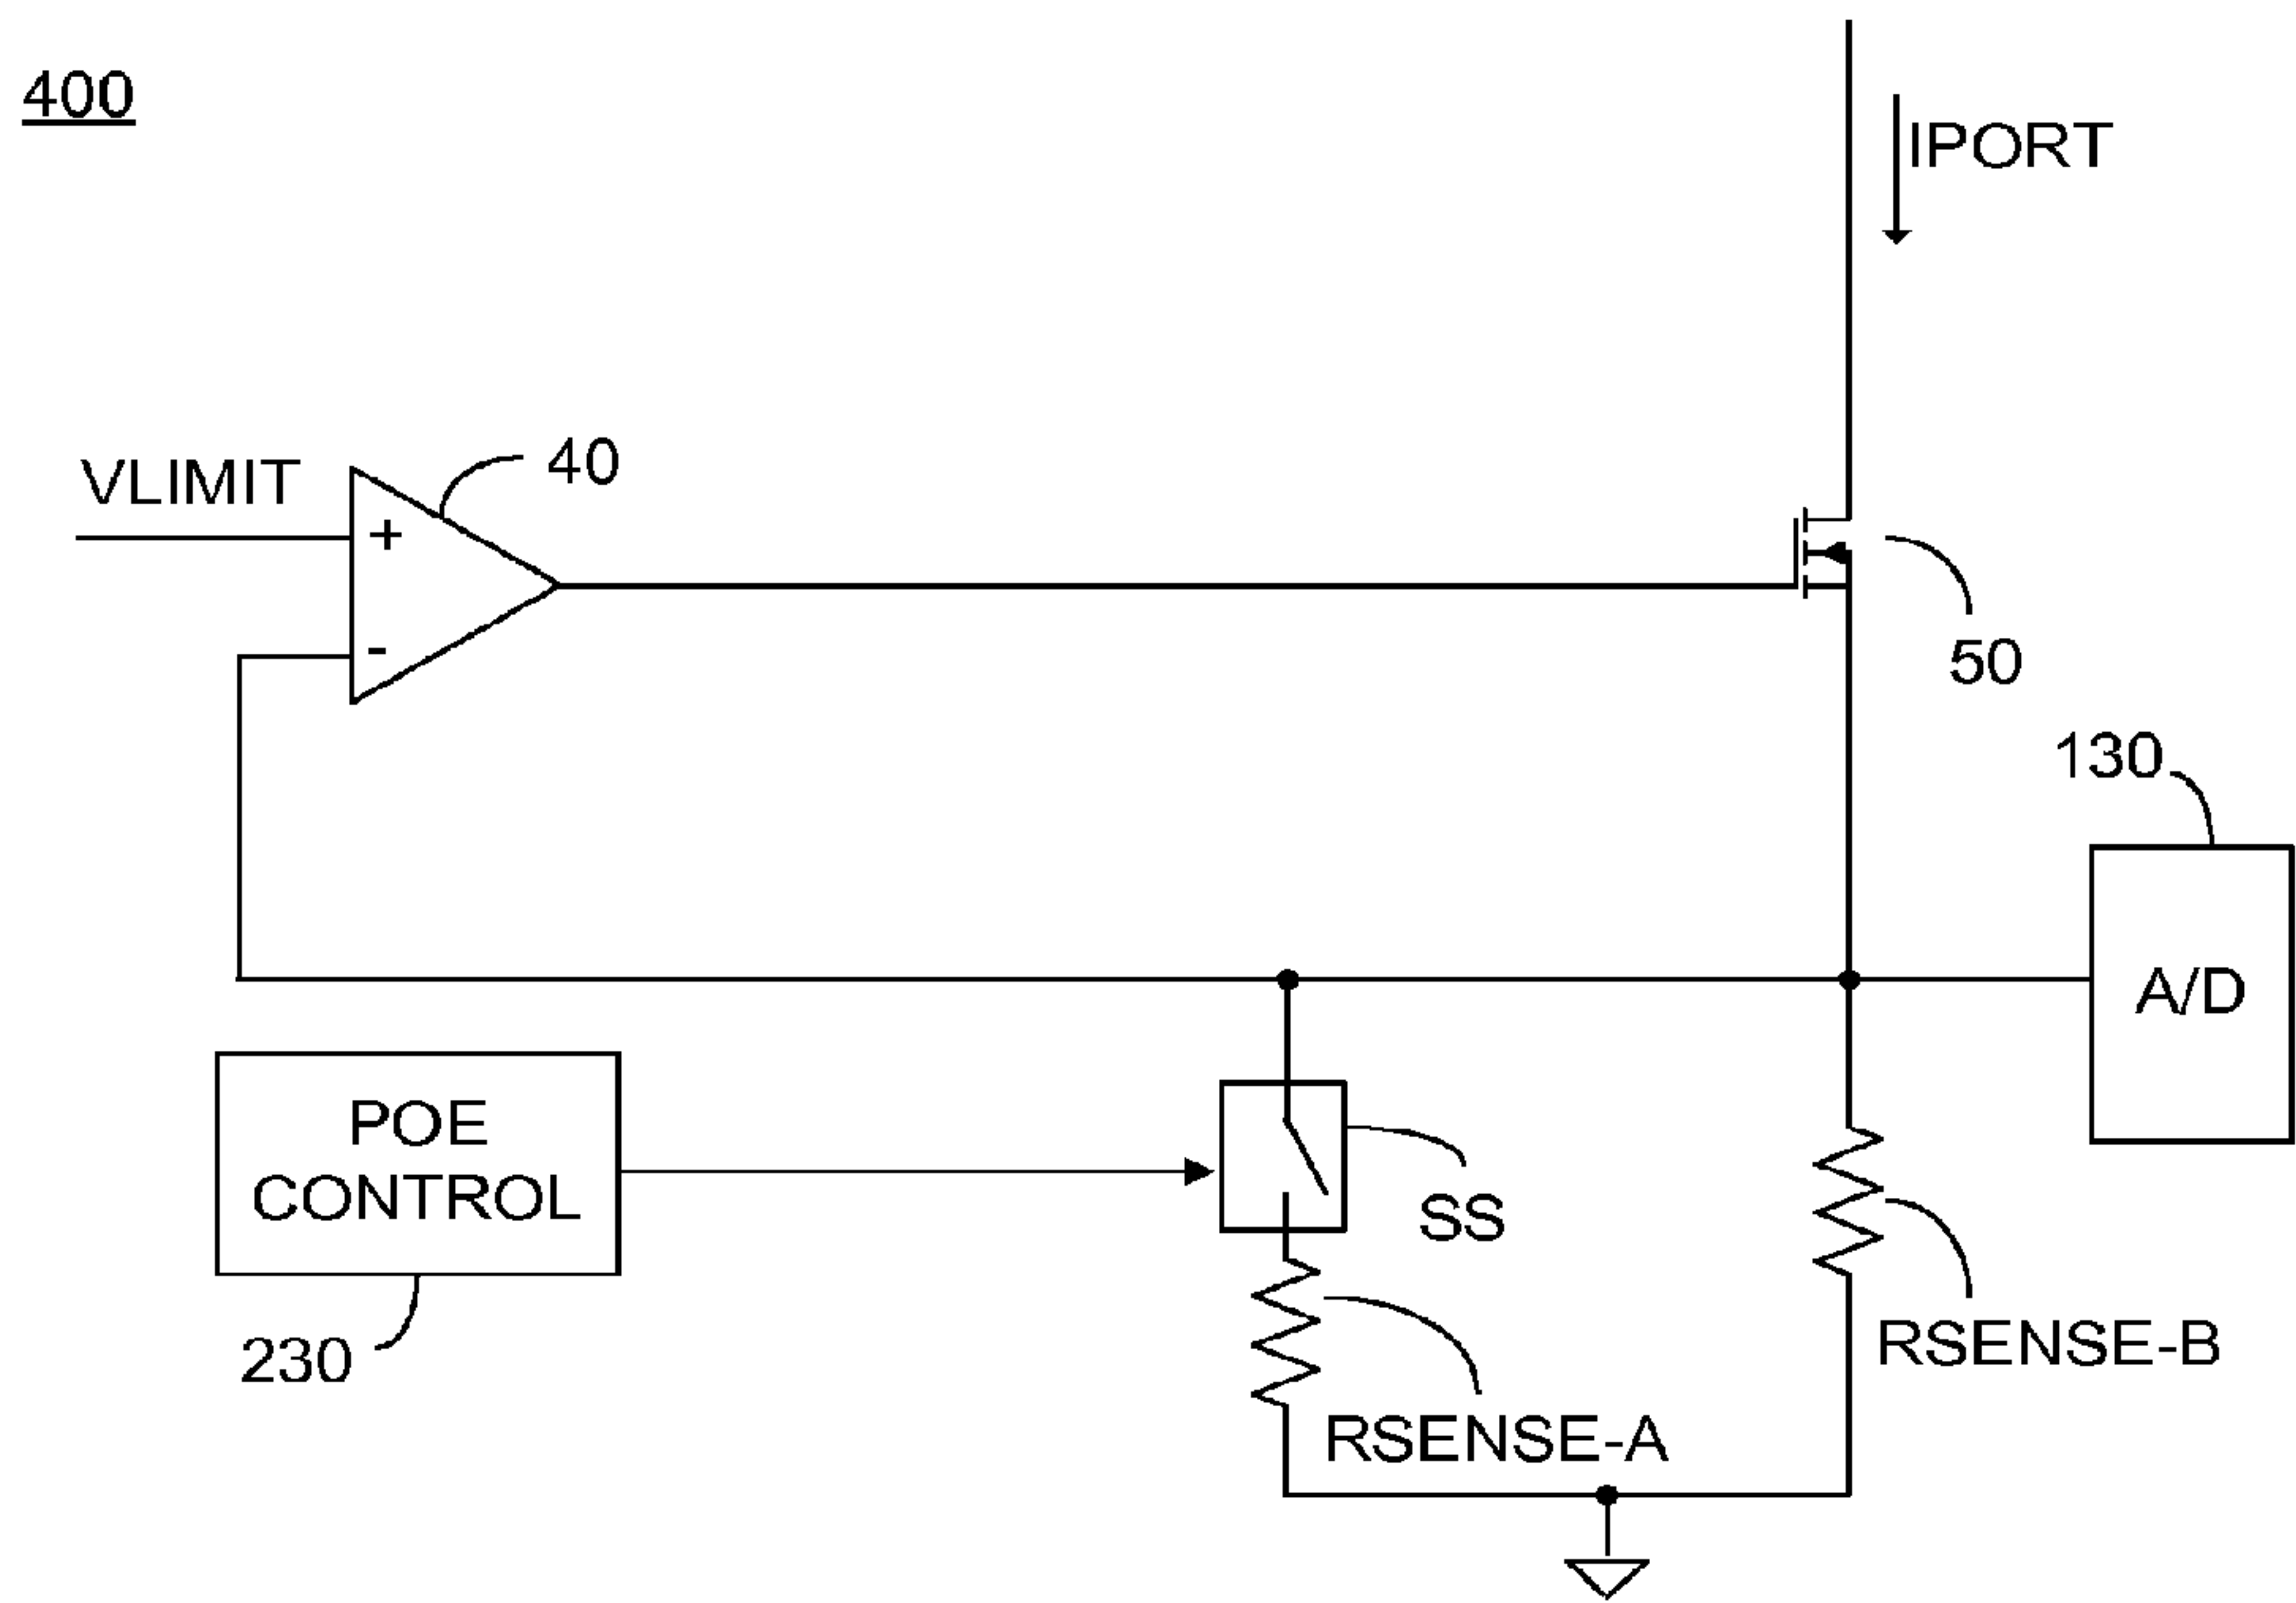 400
IPORT
VLIMIT
40
+
-
50
130
A/D
POE
CONTROL
SS
230
RSENSE-B
RSENSE-A